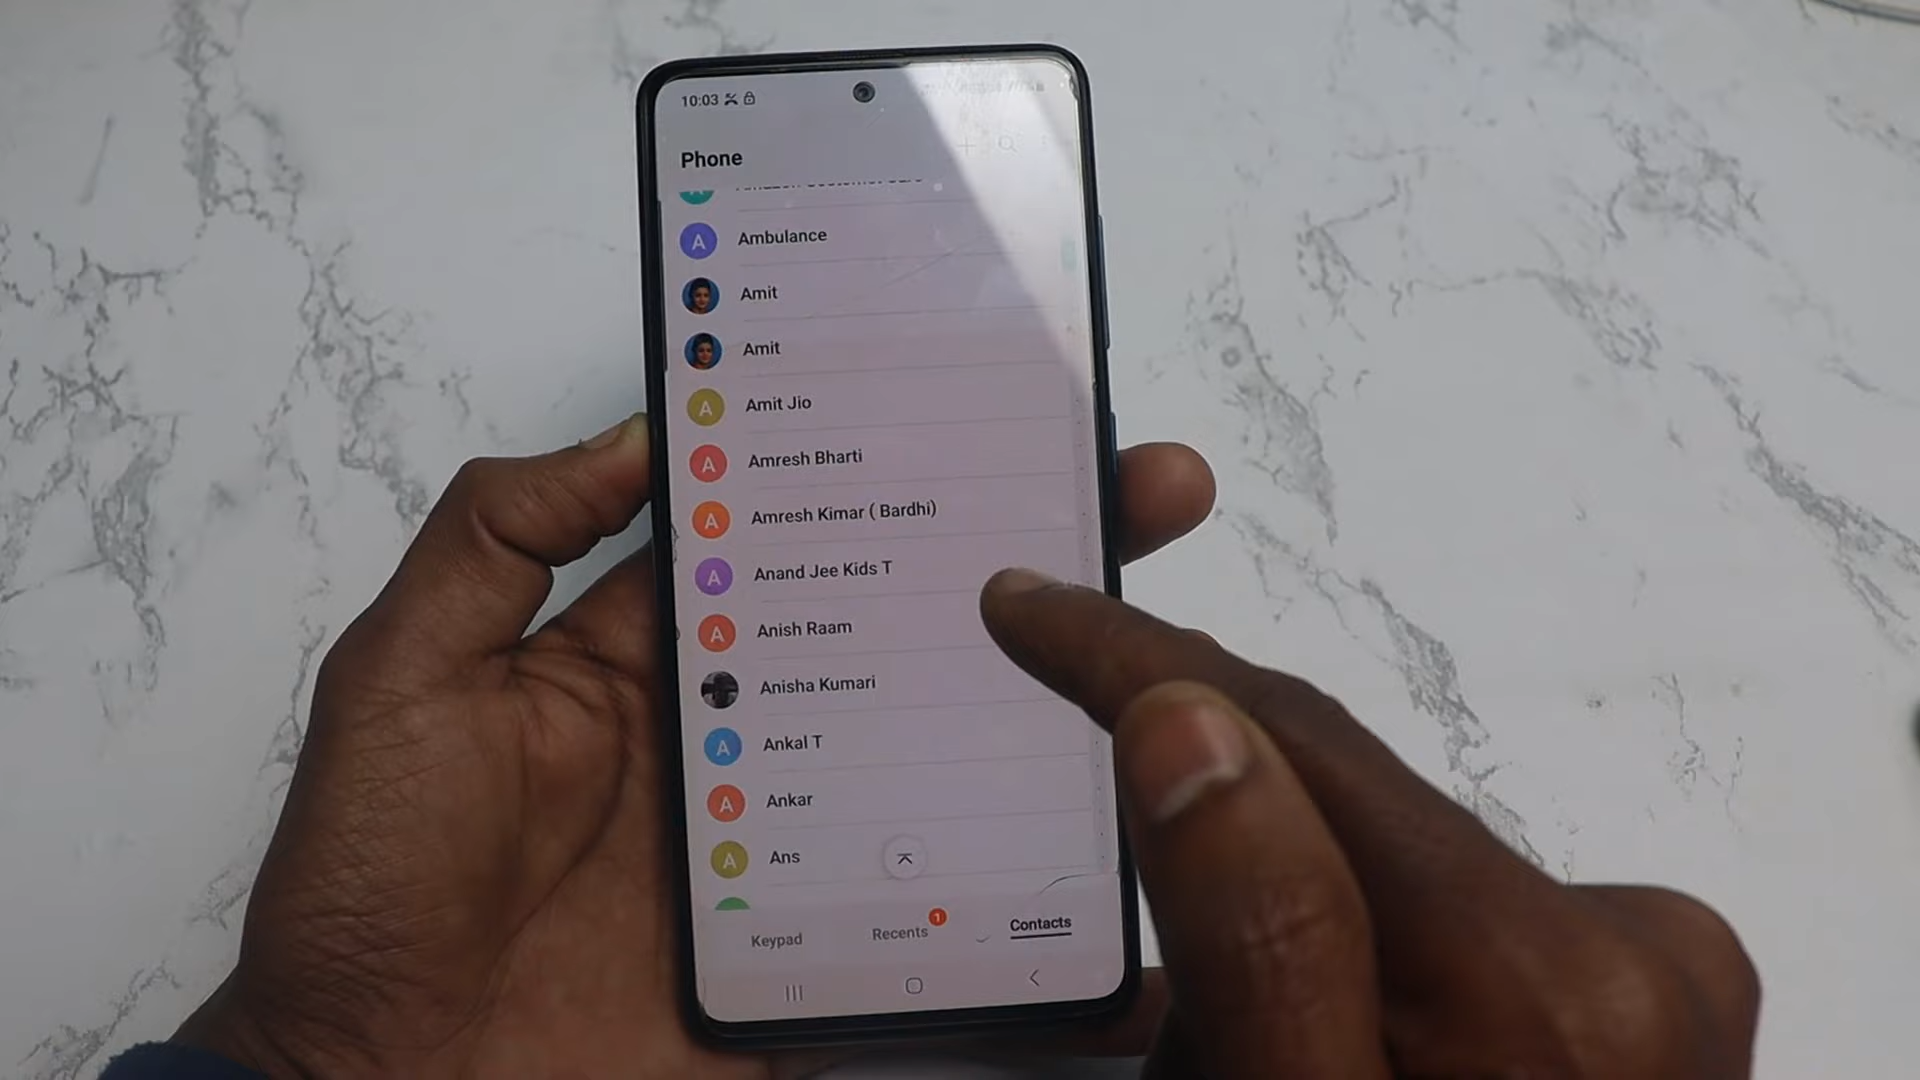 10:03
Phone
A Ambulance
Amit
Amit
A Amit Jio
A Amresh Bharti
A Amresh Kimar ( Bardhi)
A Anand Jee Kids T
A Anish Raam
Anisha Kumari
A Ankal T
A Ankar
A Ans
Keypad Recents 1 Contacts